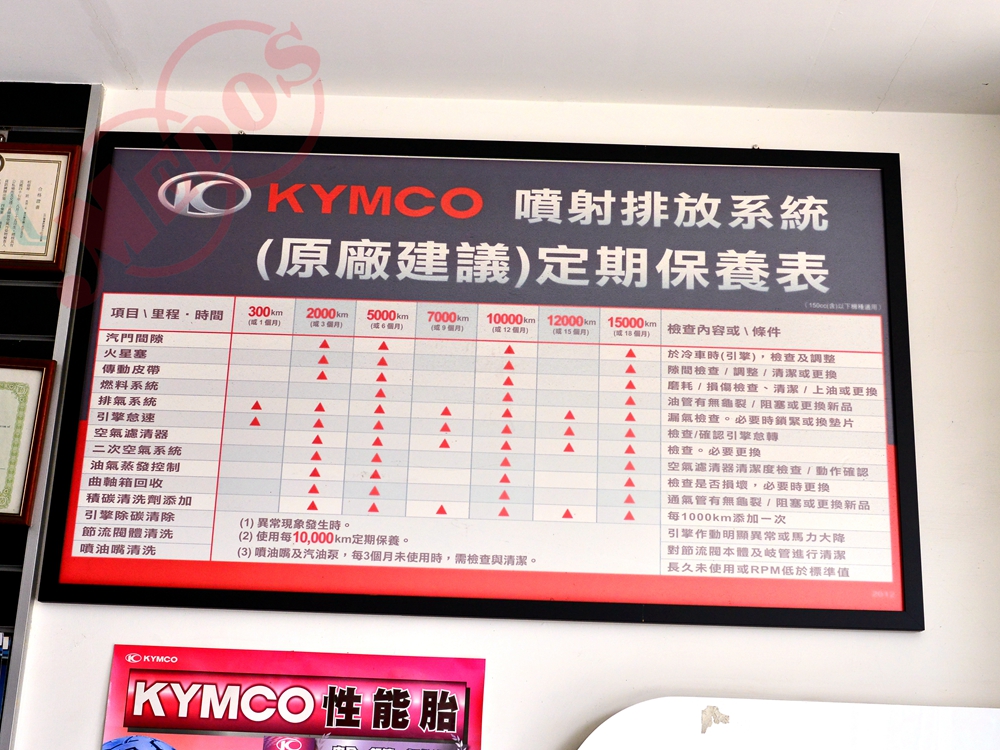 KYMCO 噴射排放系統
(原廠建議)定期保養表
(150cc(含)以下機種適用)
項目\里程・時間 300km (或1個月) 2000km (或3個月) 5000km (或6個月) 7000km (或9個月) 10000km (或12個月) 12000km (或15個月) 15000km (或18個月) 檢查內容或\條件
汽門間隙 ▲ ▲ ▲ ▲ 於冷車時(引擎)，檢查及調整
火星塞 ▲ ▲ ▲ ▲ 隙間檢查/調整/清潔或更換
傳動皮帶 ▲ ▲ ▲ ▲ 磨耗/損傷檢查、清潔/上油或更換
燃料系統 ▲ ▲ ▲ 油管有無龜裂/阻塞或更換新品
排氣系統 ▲ ▲ ▲ ▲ ▲ ▲ ▲ 漏氣檢查。必要時鎖緊或換墊片
引擎怠速 ▲ ▲ ▲ ▲ ▲ ▲ ▲ 檢查/確認引擎怠轉
空氣濾清器 ▲ ▲ ▲ ▲ ▲ ▲ 檢查。必要更換
二次空氣系統 ▲ ▲ ▲ ▲ 空氣濾清器清潔度檢查/動作確認
油氣蒸發控制 ▲ ▲ ▲ ▲ 檢查是否損壞，必要時更換
曲軸箱回收 ▲ ▲ ▲ ▲ 通氣管有無龜裂/阻塞或更換新品
積碳清洗劑添加 ▲ ▲ ▲ ▲ ▲ ▲ 每1000km添加一次
引擎除碳清除 (1) 異常現象發生時。 引擎作動明顯異常或馬力大降
節流閥體清洗 (2) 使用每10,000km定期保養。 對節流閥本體及岐管進行清潔
噴油嘴清洗 (3) 噴油嘴及汽油泵，每3個月未使用時，需檢查與清潔。 長久未使用或RPM低於標準值
KYMCO
KYMCO 性能胎